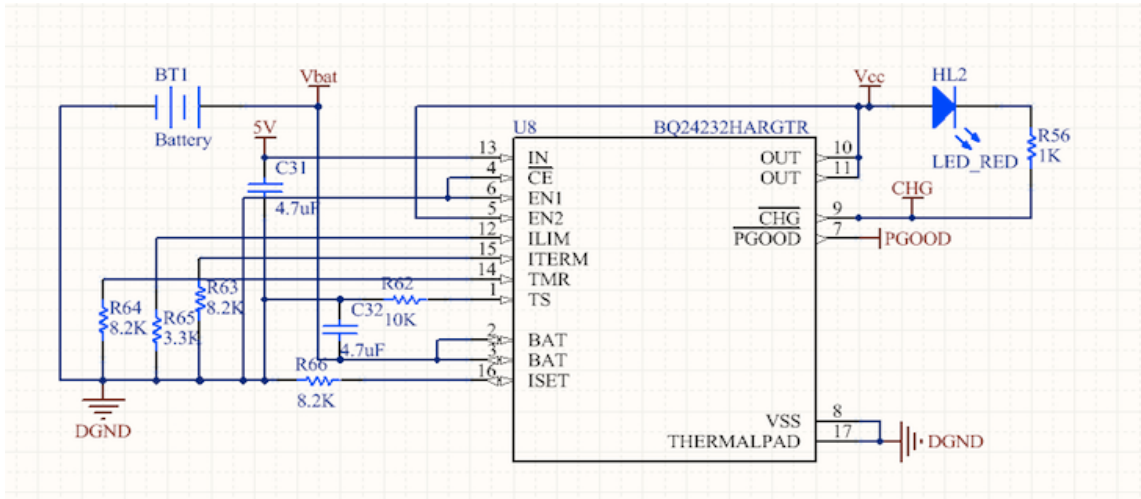 BT1
Battery
Vbat
5V
C31
4.7uF
U8
BQ24232HARGTR
Vcc
HL2
LED_RED
R56
1K
13 IN
4 CE
6 EN1
5 EN2
12 ILIM
15 ITERM
14 TMR
1 TS
2 BAT
3 BAT
16 ISET
OUT 10
OUT 11
CHG 9
PGOOD 7
CHG
PGOOD
VSS 8
THERMALPAD 17
DGND
R64
8.2K
R65
3.3K
R63
8.2K
R62
10K
C32
4.7uF
R66
8.2K
DGND